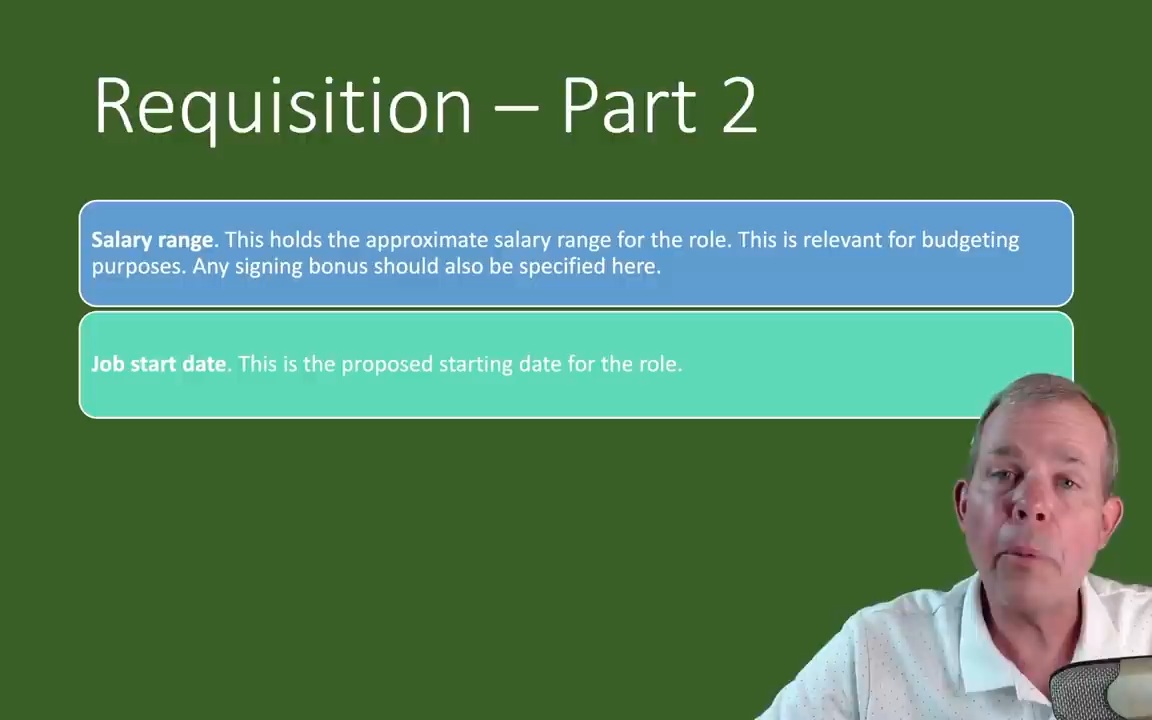 Requisition – Part 2
Salary range. This holds the approximate salary range for the role. This is relevant for budgeting
purposes. Any signing bonus should also be specified here.
Job start date. This is the proposed starting date for the role.